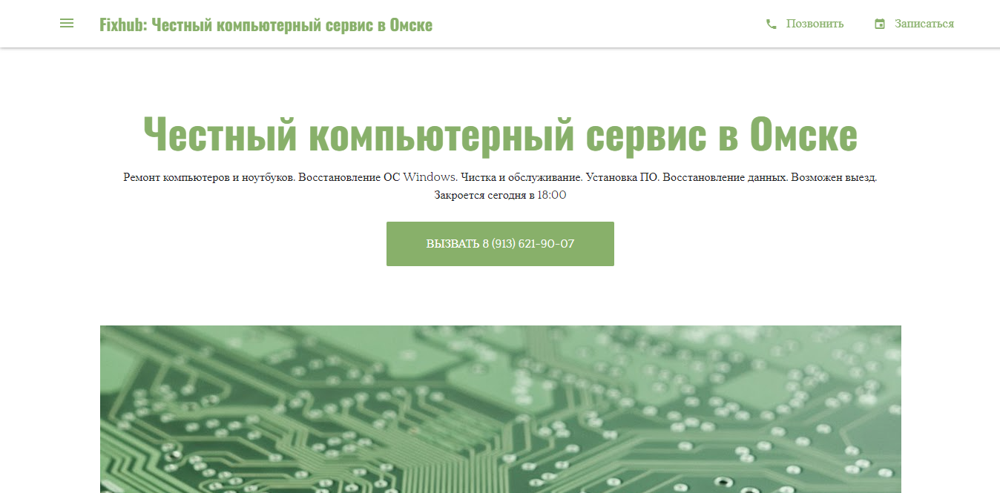 Fixhub: Честный компьютерный сервис в Омске
Позвонить
Записаться
Честный компьютерный сервис в Омске
Ремонт компьютеров и ноутбуков. Восстановление ОС Windows. Чистка и обслуживание. Установка ПО. Восстановление данных. Возможен выезд.
Закроется сегодня в 18:00
ВЫЗВАТЬ 8 (913) 621-90-07